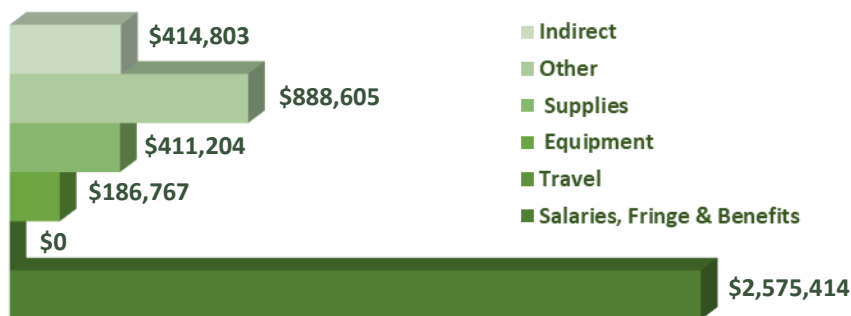 $414,803
$888,605
$411,204
$186,767
$0
$2,575,414
Indirect
Other
Supplies
Equipment
Travel
Salaries, Fringe & Benefits